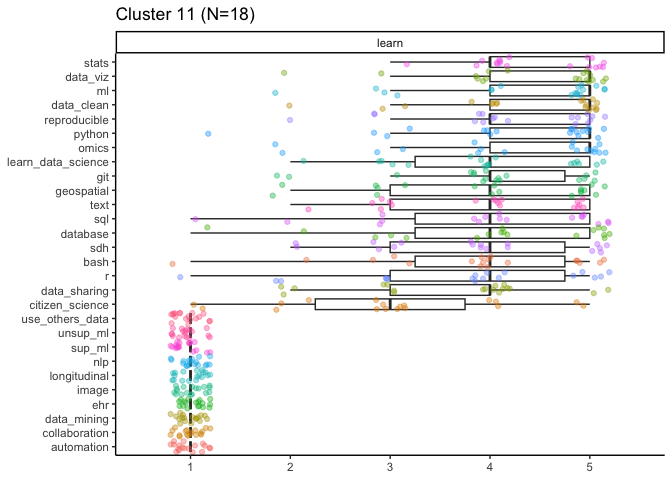 Cluster 11 (N=18)
learn
stats
data_viz
ml
data_clean
reproducible
python
omics
learn_data_science
git
geospatial
text
sql
database
sdh
bash
r
data_sharing
citizen_science
use_others_data
unsup_ml
sup_ml
nlp
longitudinal
image
ehr
data_mining
collaboration
automation
1 2 3 4 5